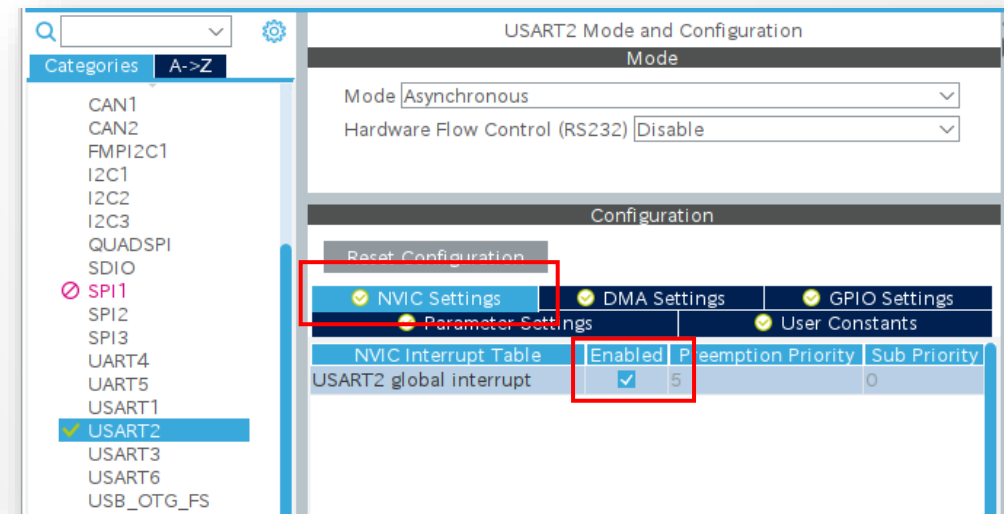 Categories A->Z
CAN1
CAN2
FMPI2C1
I2C1
I2C2
I2C3
QUADSPI
SDIO
SPI1
SPI2
SPI3
UART4
UART5
USART1
USART2
USART3
USART6
USB_OTG_FS
USART2 Mode and Configuration
Mode
Mode Asynchronous
Hardware Flow Control (RS232) Disable
Configuration
Reset Configuration
NVIC Settings DMA Settings GPIO Settings
Parameter Settings User Constants
NVIC Interrupt Table Enabled Preemption Priority Sub Priority
USART2 global interrupt 5 0